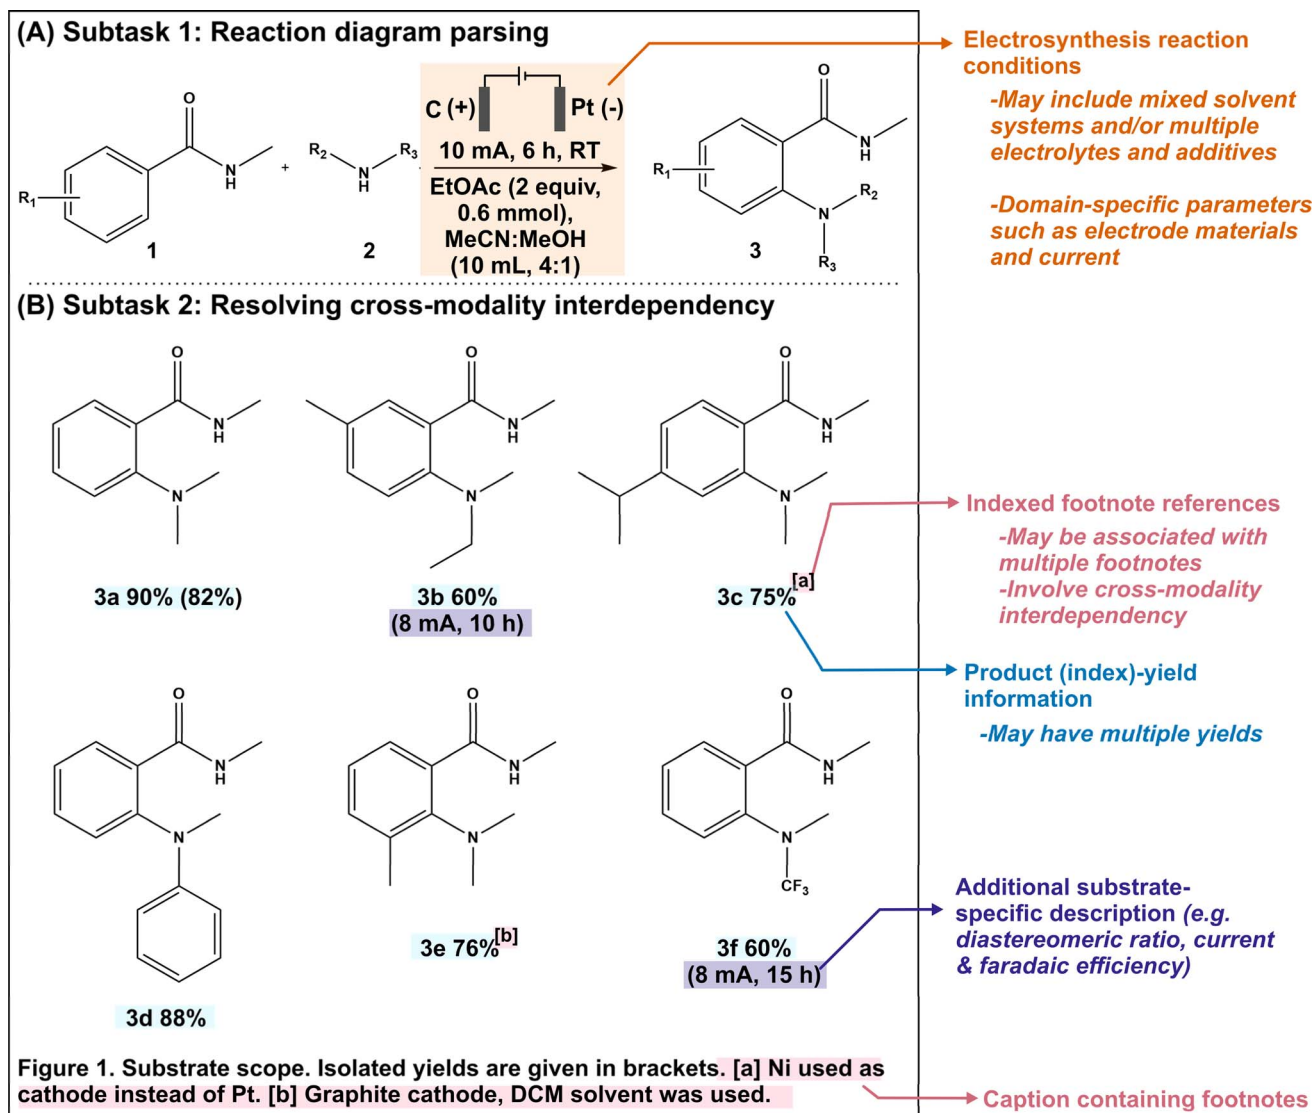 (A) Subtask 1: Reaction diagram parsing
O
N
H
R1
1
+
R2
N
H
R3
2
C (+)
Pt (-)
10 mA, 6 h, RT
EtOAc (2 equiv,
0.6 mmol),
MeCN:MeOH
(10 mL, 4:1)
O
N
H
R1
N
R2
R3
3
Electrosynthesis reaction
conditions
-May include mixed solvent
systems and/or multiple
electrolytes and additives
-Domain-specific parameters
such as electrode materials
and current
(B) Subtask 2: Resolving cross-modality interdependency
O
N
H
N
3a 90% (82%)
O
N
H
N
3b 60%
(8 mA, 10 h)
O
N
H
N
3c 75%[a]
Indexed footnote references
-May be associated with
multiple footnotes
-Involve cross-modality
interdependency
Product (index)-yield
information
-May have multiple yields
O
N
H
N
3d 88%
O
N
H
N
3e 76%[b]
O
N
H
N
CF3
3f 60%
(8 mA, 15 h)
Additional substrate-
specific description (e.g.
diastereomeric ratio, current
& faradaic efficiency)
Figure 1. Substrate scope. Isolated yields are given in brackets. [a] Ni used as
cathode instead of Pt. [b] Graphite cathode, DCM solvent was used.
Caption containing footnotes